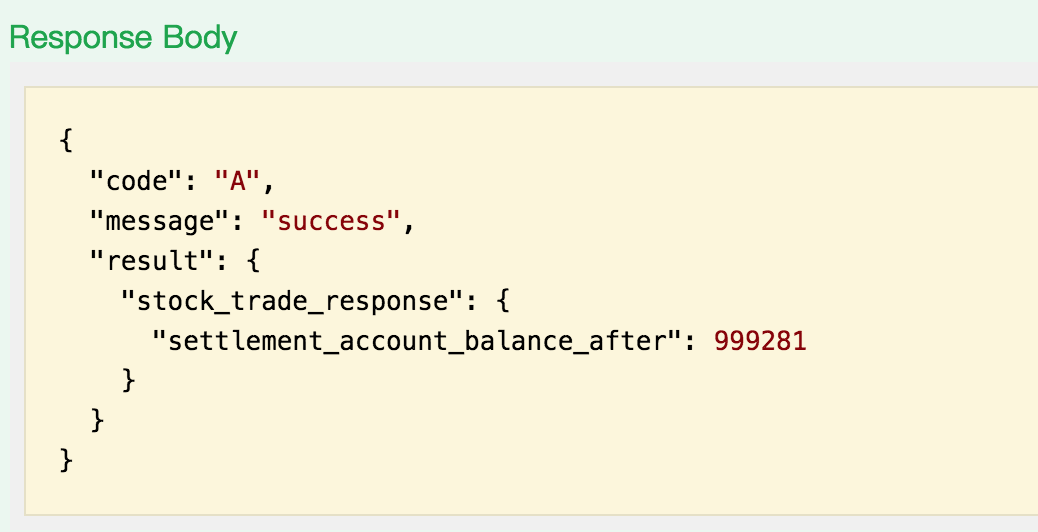 Response Body
{
  "code": "A",
  "message": "success",
  "result": {
    "stock_trade_response": {
      "settlement_account_balance_after": 999281
    }
  }
}